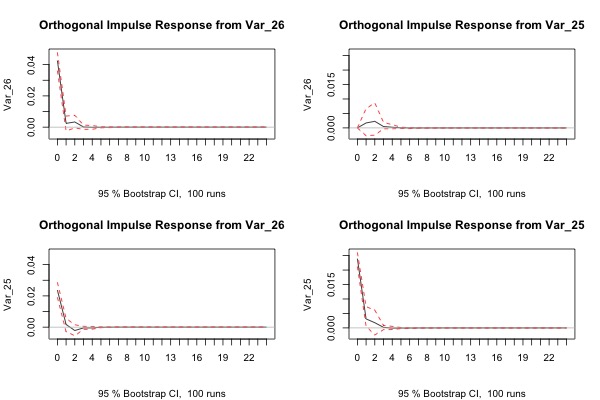 Orthogonal Impulse Response from Var_26
Var_26
0.00 0.02 0.04
0 2 4 6 8 10 13 16 19 22
95 % Bootstrap CI, 100 runs
Orthogonal Impulse Response from Var_25
Var_26
0.000 0.015
0 2 4 6 8 10 13 16 19 22
95 % Bootstrap CI, 100 runs
Orthogonal Impulse Response from Var_26
Var_25
0.00 0.02 0.04
0 2 4 6 8 10 13 16 19 22
95 % Bootstrap CI, 100 runs
Orthogonal Impulse Response from Var_25
Var_25
0.000 0.015
0 2 4 6 8 10 13 16 19 22
95 % Bootstrap CI, 100 runs